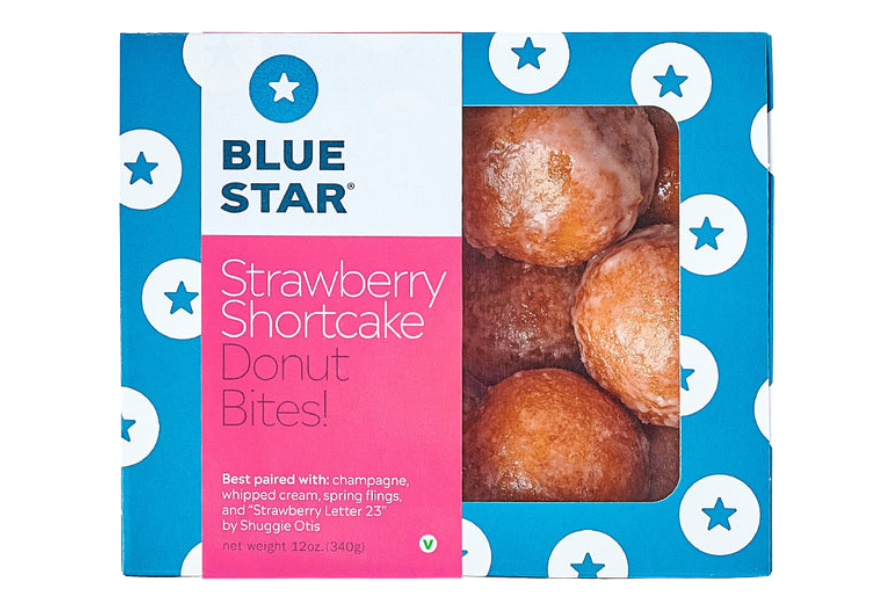 BLUE
STAR®
Strawberry
Shortcake
Donut
Bites!
Best paired with: champagne,
whipped cream, spring flings,
and "Strawberry Letter 23"
by Shuggie Otis
net weight 12oz. (340g)
V